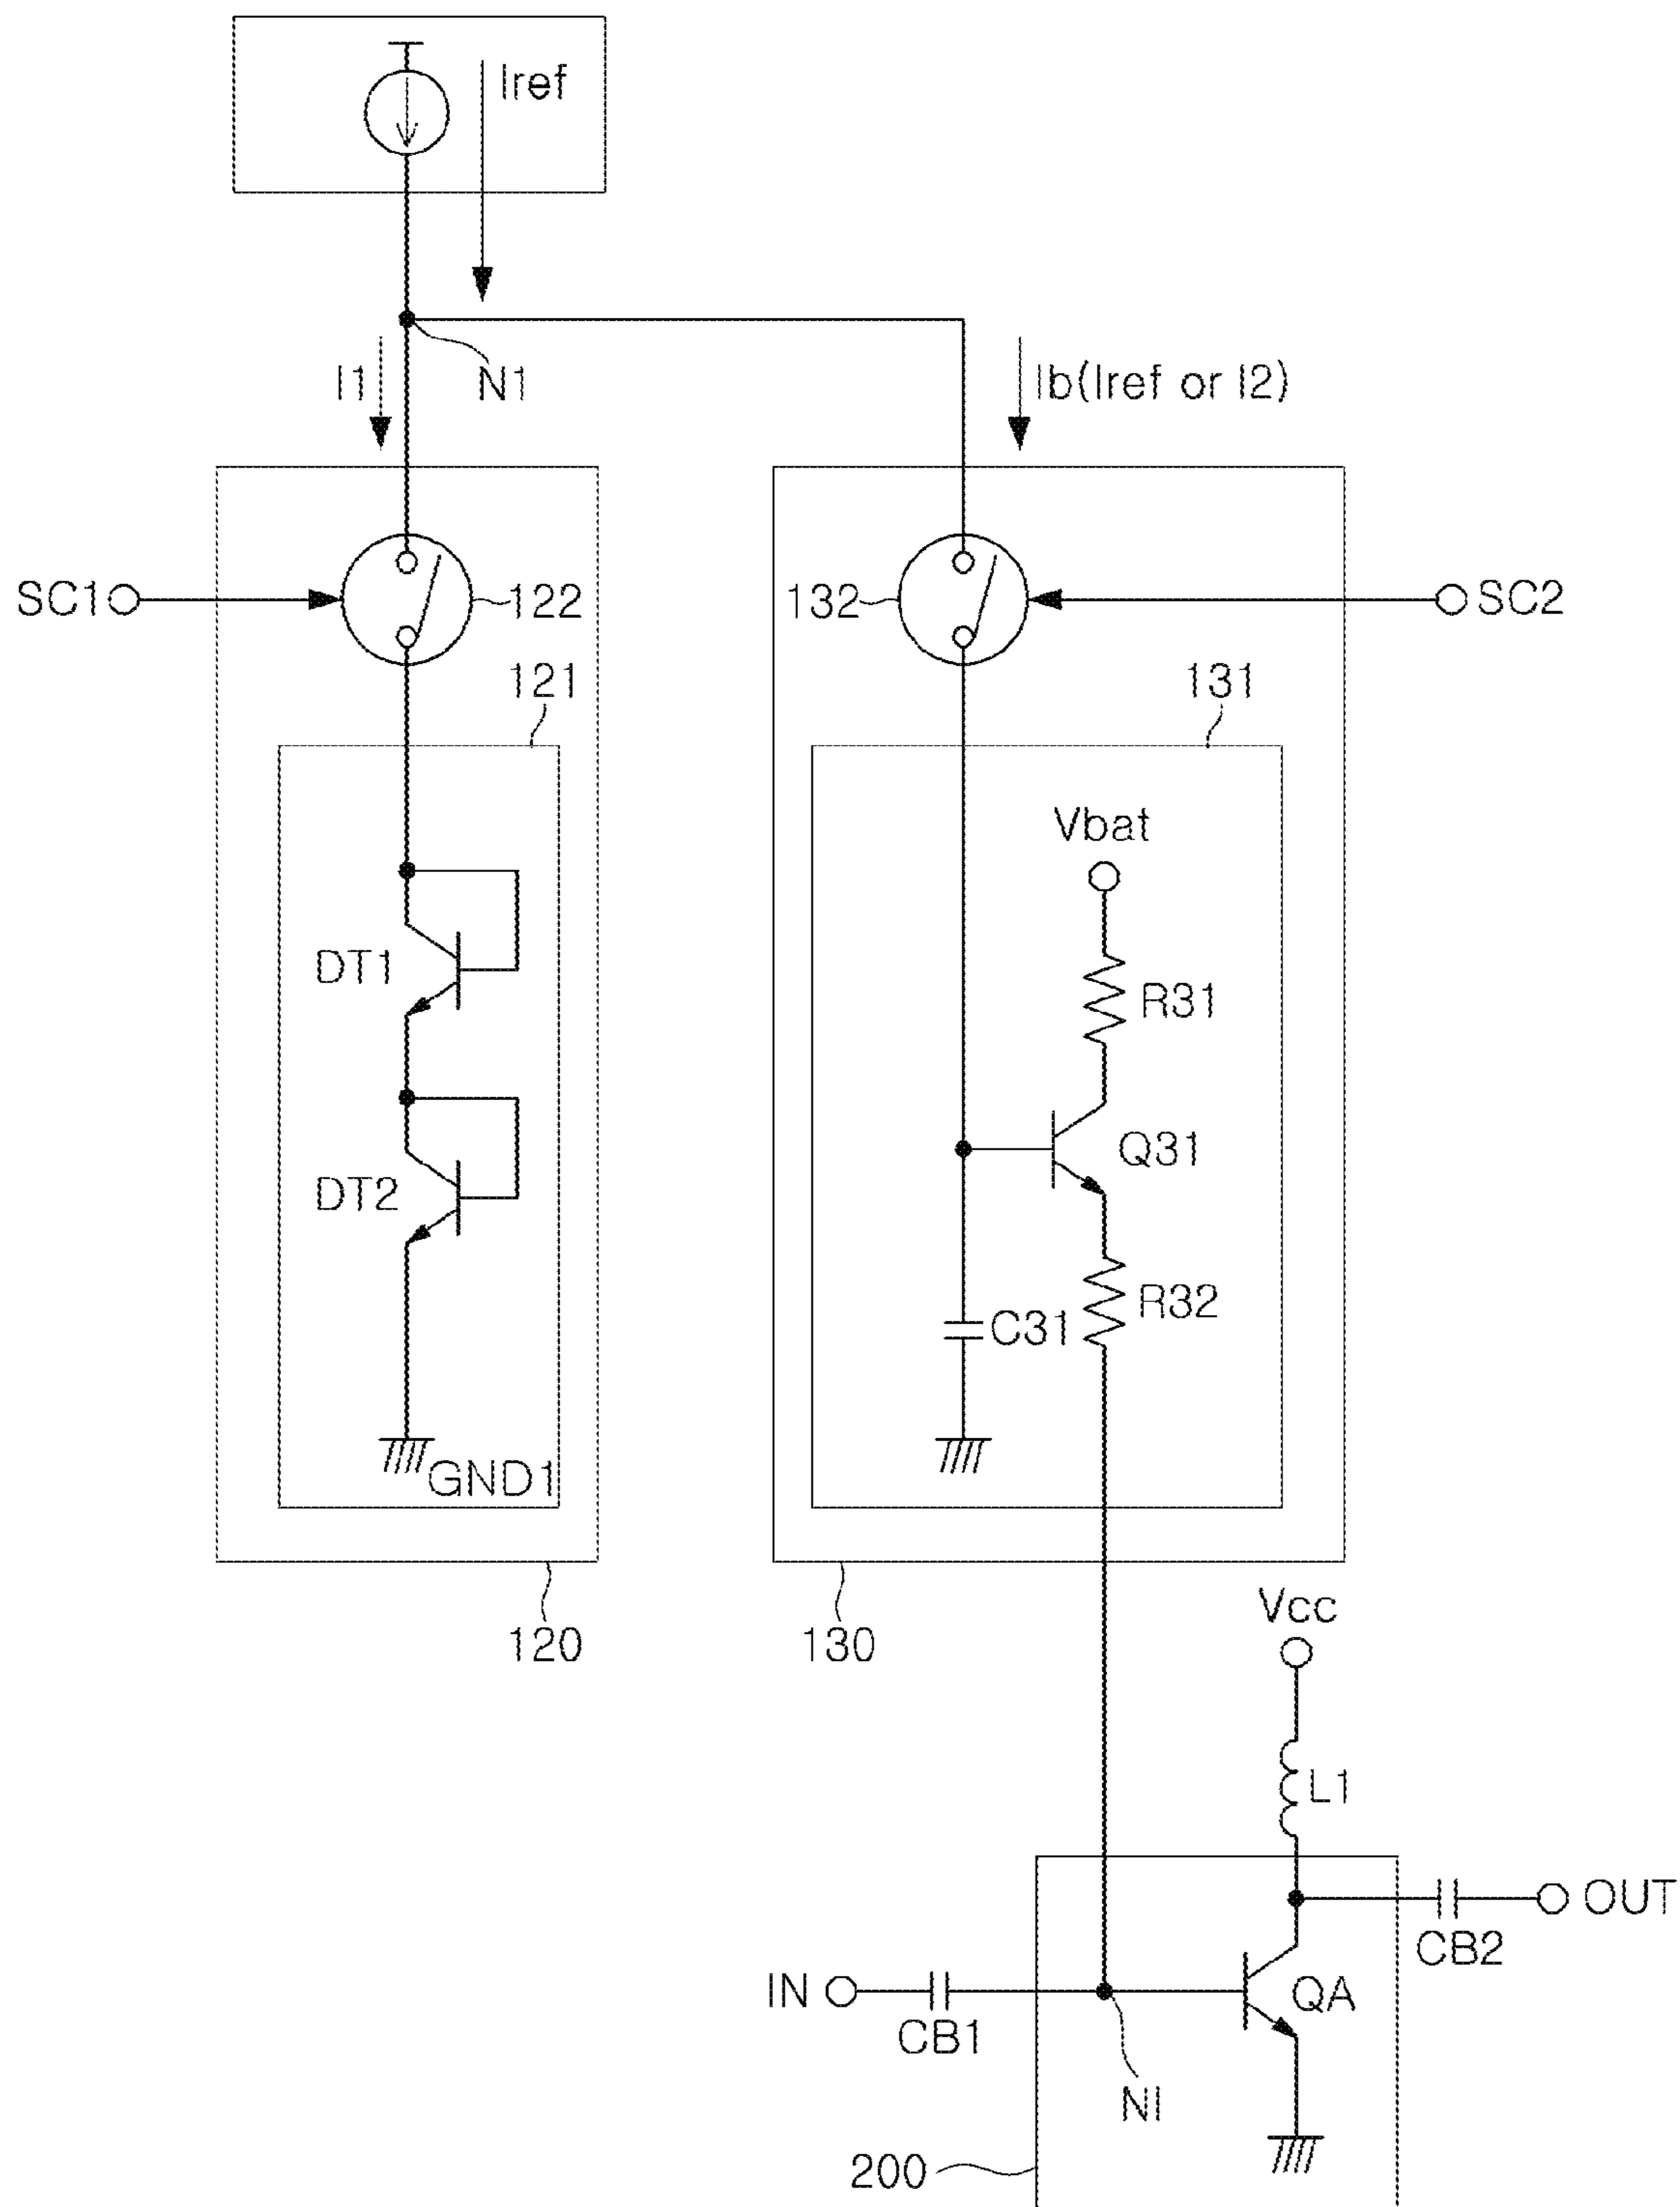 Iref
I1
N1
Ib(Iref or I2)
SC1
122
132
SC2
121
131
Vbat
DT1
R31
Q31
DT2
R32
C31
GND1
120
130
Vcc
L1
OUT
CB2
IN
QA
CB1
NI
200